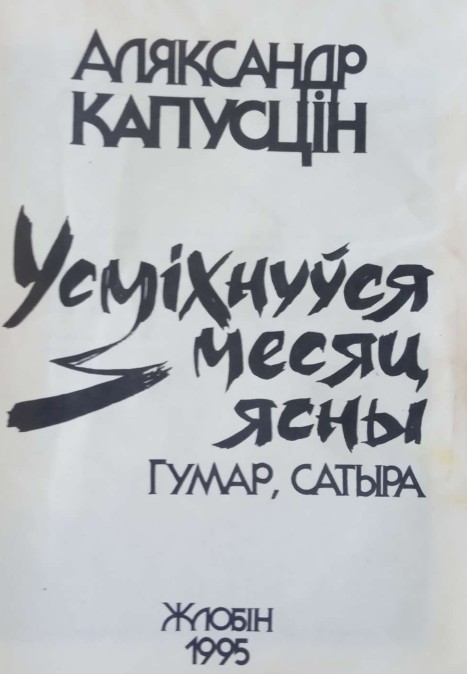 Аляксандр
Капусцін
Усміхнуўся
месяц
ясны
Гумар, сатыра
Жлобін
1995